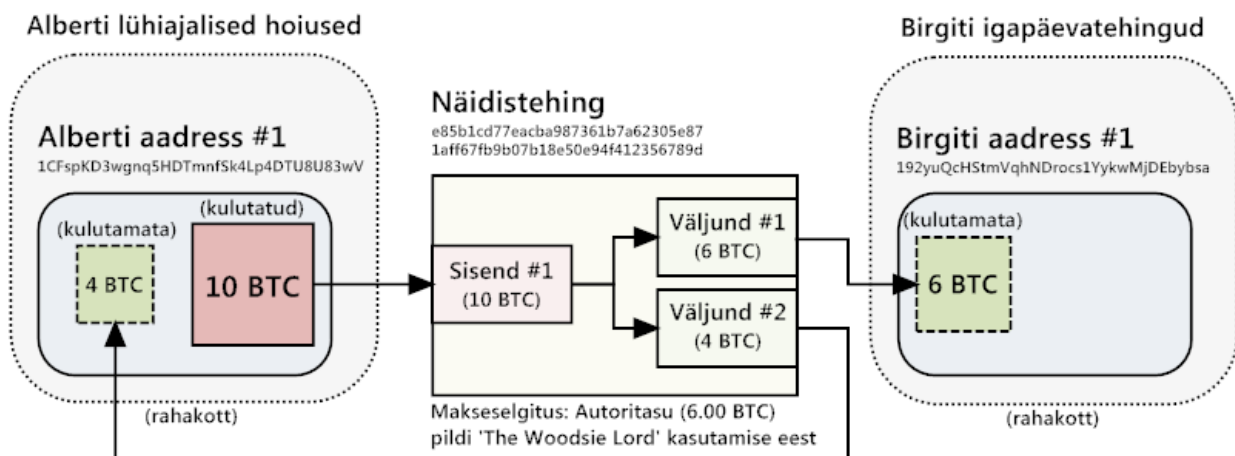 Alberti lühiajalised hoiused
Alberti aadress #1
1CFspKD3wgnq5HDTmnfSk4Lp4DTU8U83wV
(kulutatud)
(kulutamata)
4 BTC
10 BTC
(rahakott)
Näidistehing
e85b1cd77eacba987361b7a62305e87
1aff67fb9b07b18e50e94f412356789d
Sisend #1
(10 BTC)
Väljund #1
(6 BTC)
Väljund #2
(4 BTC)
Makseselgitus: Autoritasu (6.00 BTC)
pildi 'The Woodsie Lord' kasutamise eest
Birgiti igapäevatehingud
Birgiti aadress #1
192yuQcHStmVqhNDrocs1YykwMjDEbybsa
(kulutamata)
6 BTC
(rahakott)